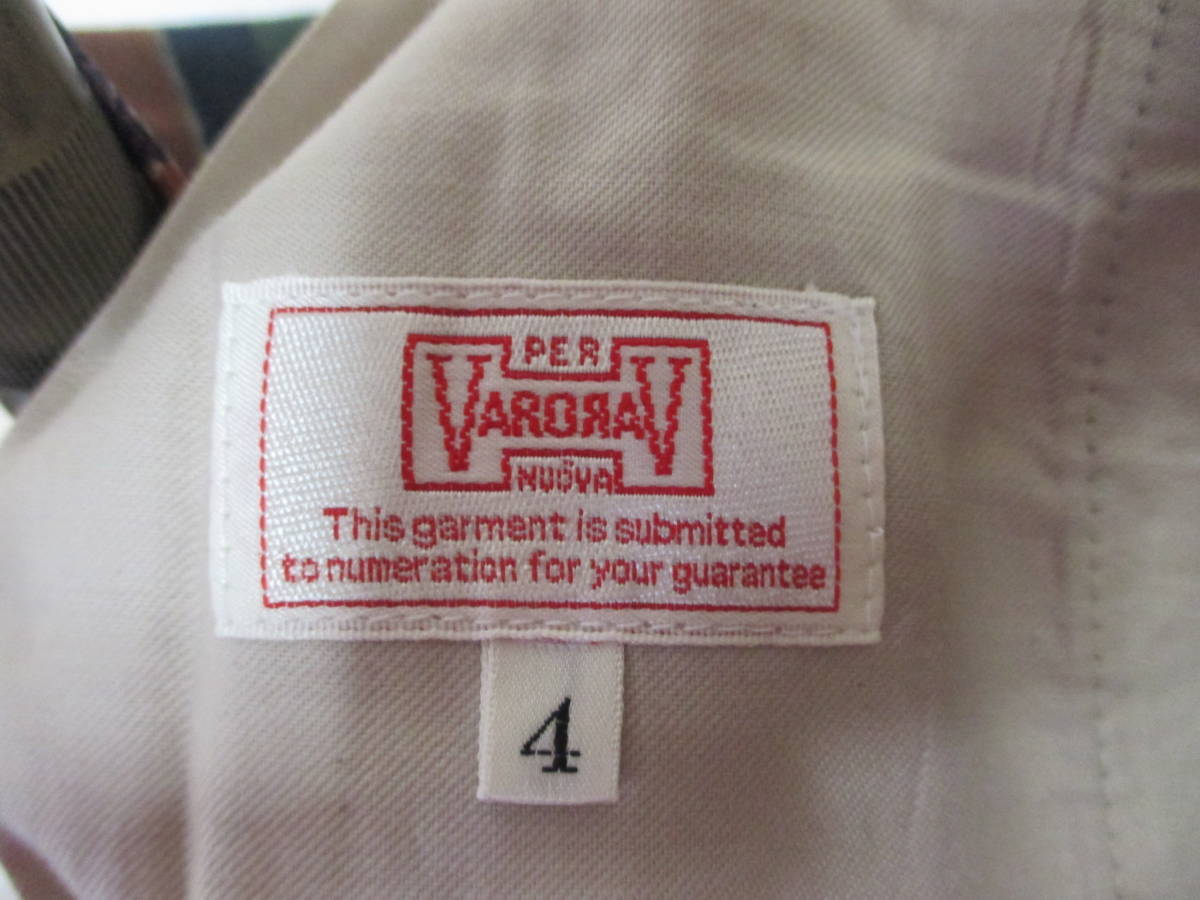 PER
VARORAV
NUOVA
This garment is submitted
to numeration for your guarantee
4